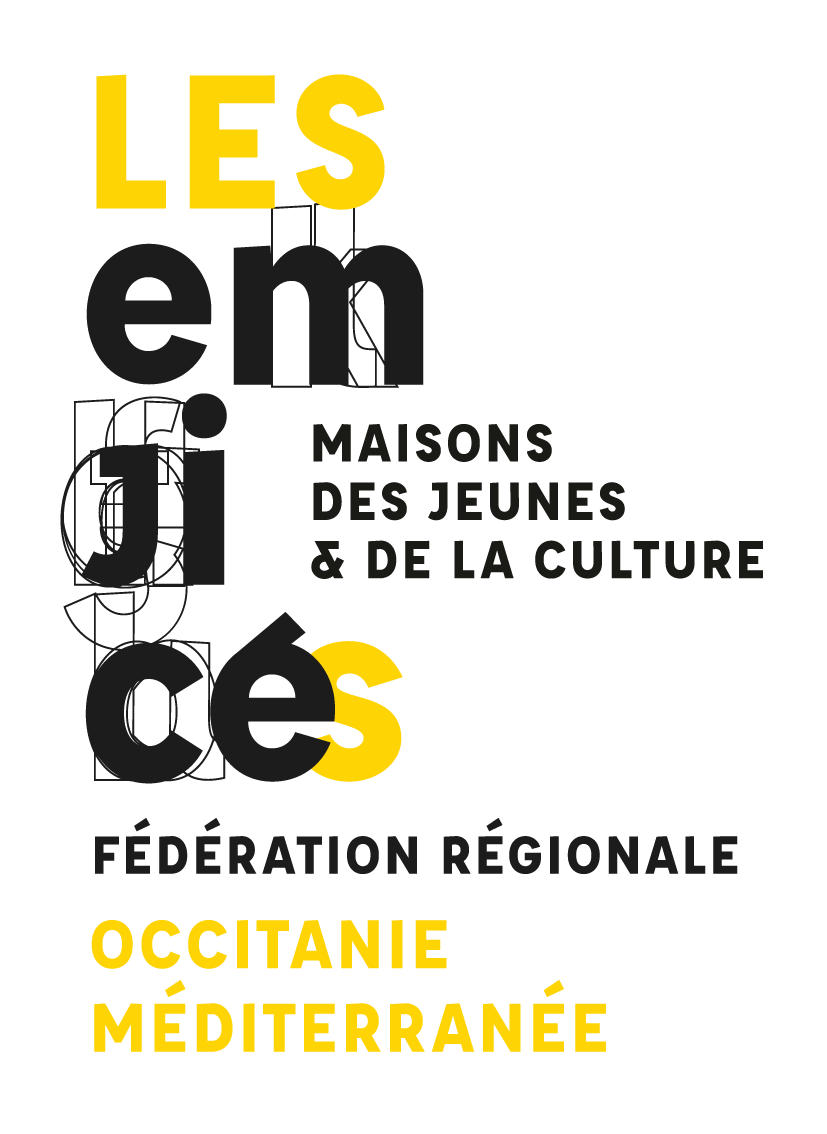 LES
em
ji
MAISONS
DES JEUNES
& DE LA CULTURE
cés
FÉDÉRATION RÉGIONALE
OCCITANIE
MÉDITERRANÉE